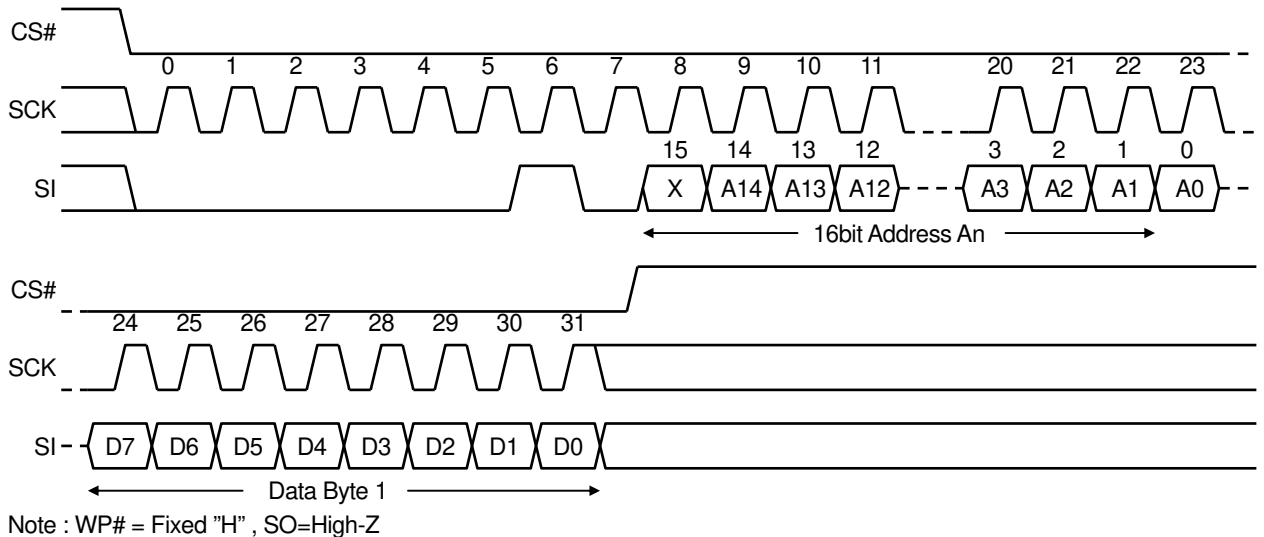 CS#
0 1 2 3 4 5 6 7 8 9 10 11 20 21 22 23
SCK
15 14 13 12 3 2 1 0
SI X A14 A13 A12 A3 A2 A1 A0
16bit Address An
CS#
24 25 26 27 28 29 30 31
SCK
SI D7 D6 D5 D4 D3 D2 D1 D0
Data Byte 1
Note : WP# = Fixed ”H” , SO=High-Z